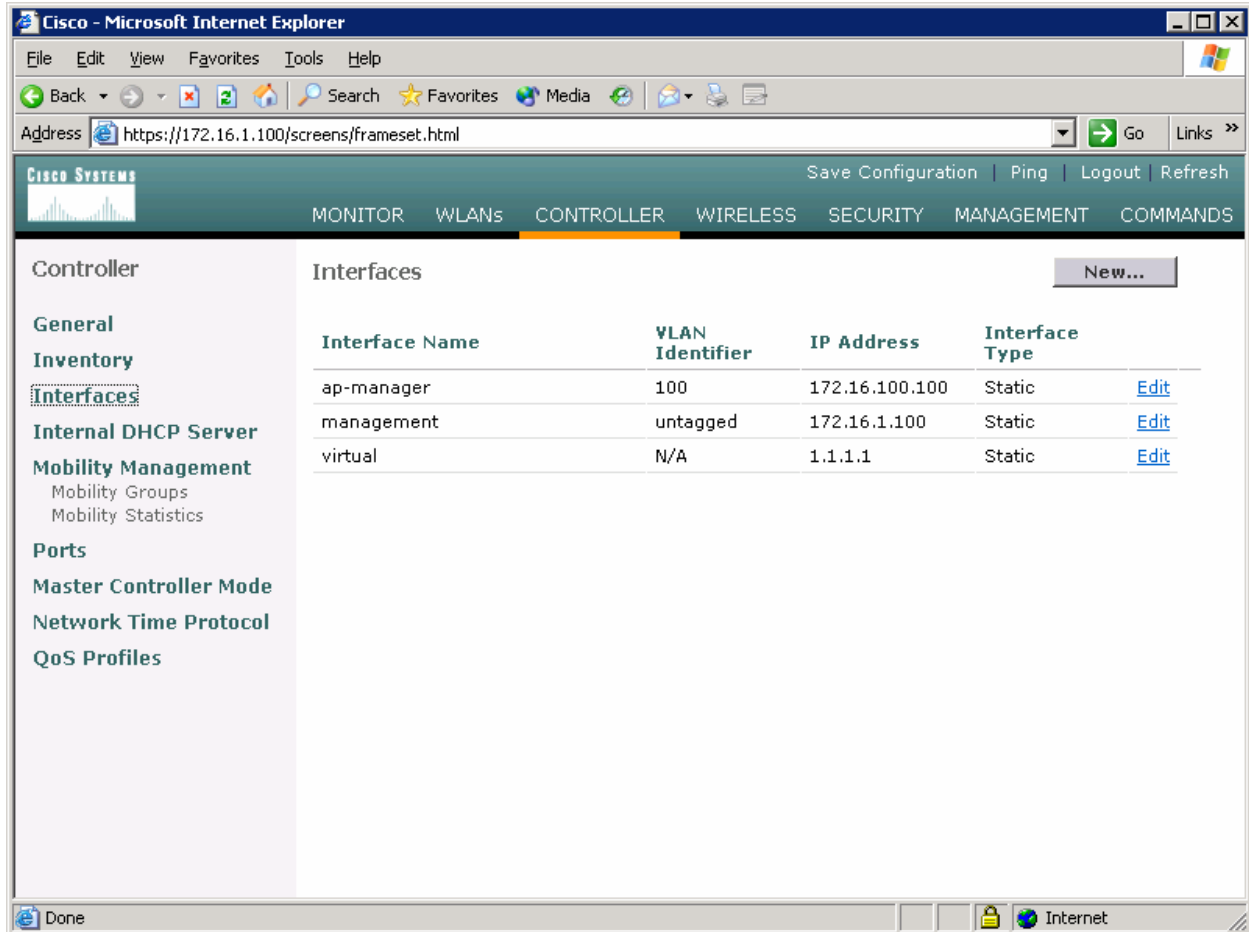 Cisco - Microsoft Internet Explorer
File Edit View Favorites Tools Help
Back Search Favorites Media
Address https://172.16.1.100/screens/frameset.html Go Links »
CISCO SYSTEMS
Save Configuration | Ping | Logout | Refresh
MONITOR WLANs CONTROLLER WIRELESS SECURITY MANAGEMENT COMMANDS
Controller
General
Inventory
Interfaces
Internal DHCP Server
Mobility Management
Mobility Groups
Mobility Statistics
Ports
Master Controller Mode
Network Time Protocol
QoS Profiles
Interfaces New...
Interface Name VLAN Identifier IP Address Interface Type
ap-manager 100 172.16.100.100 Static Edit
management untagged 172.16.1.100 Static Edit
virtual N/A 1.1.1.1 Static Edit
Done Internet